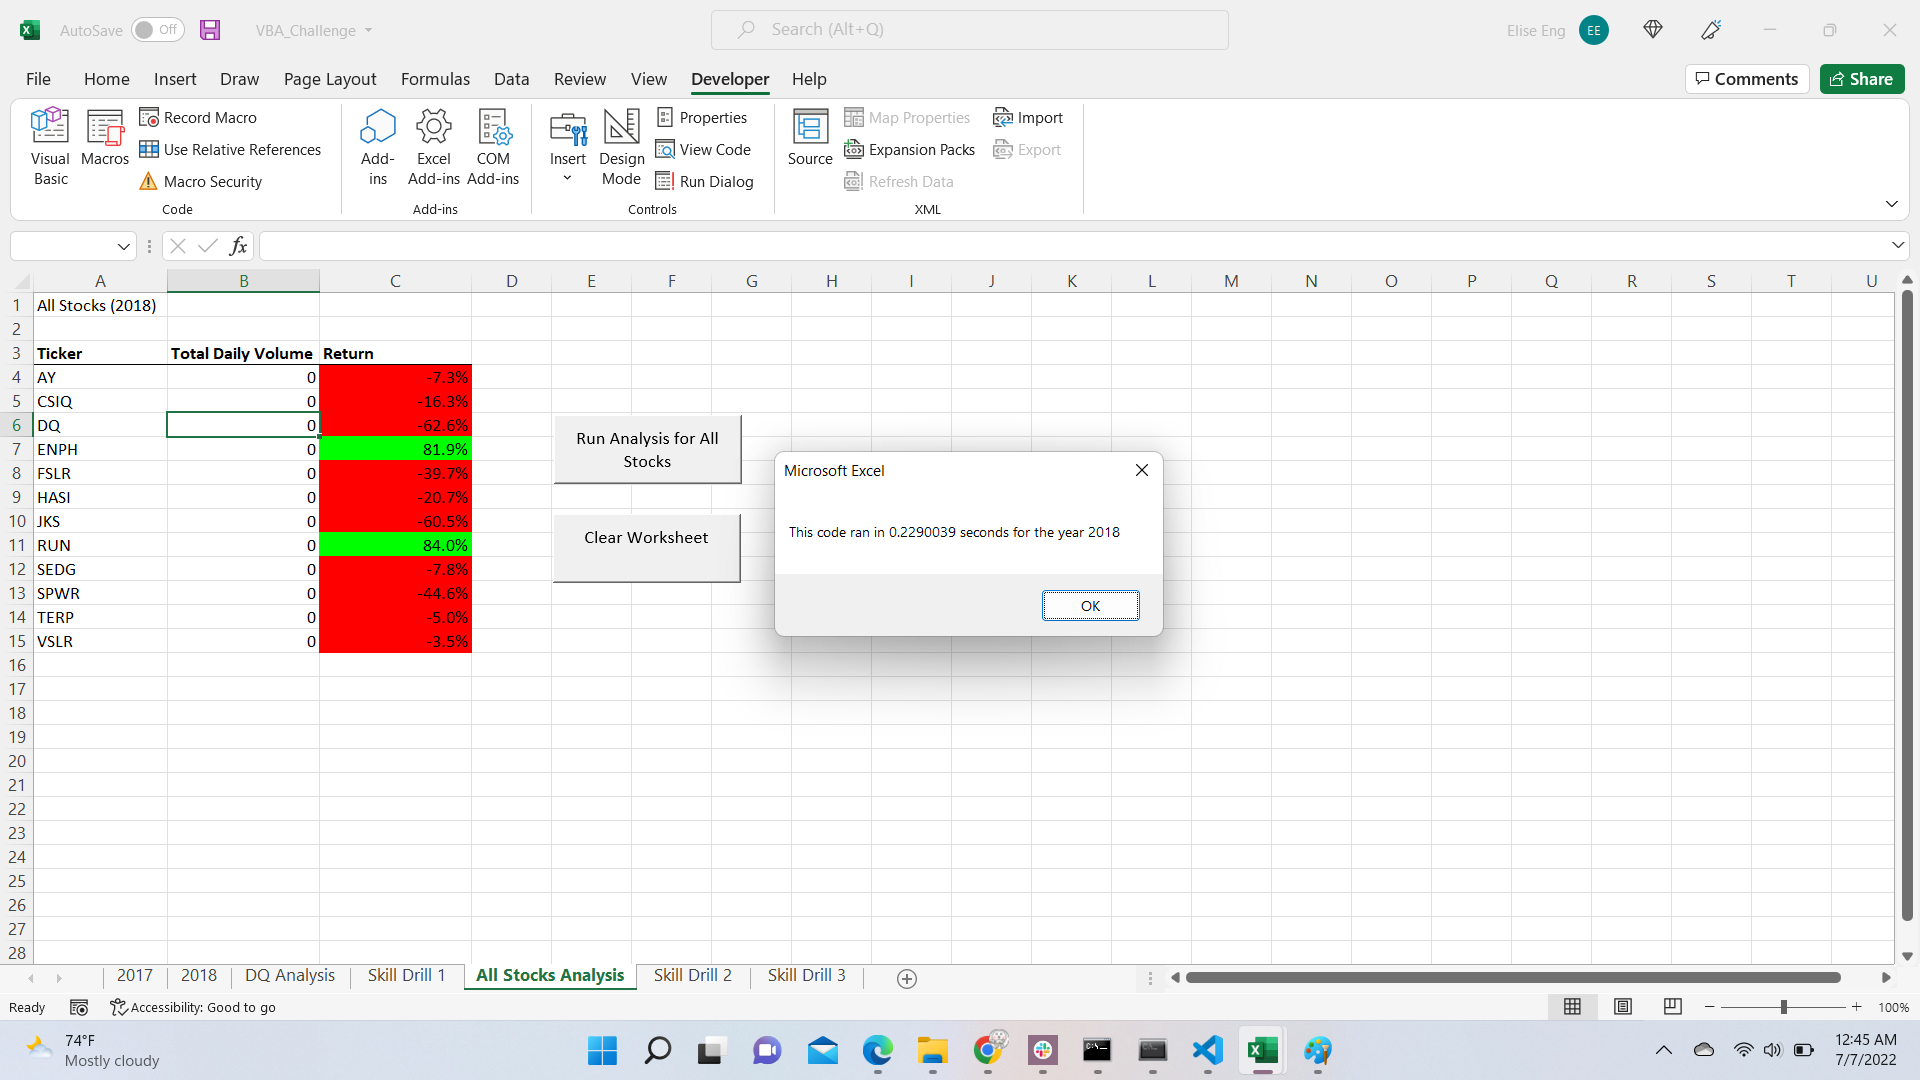 AutoSave Off VBA_Challenge Search (Alt+Q) Elise Eng EE
File Home Insert Draw Page Layout Formulas Data Review View Developer Help Comments Share
Visual Basic
Macros
Record Macro
Use Relative References
Macro Security
Code
Add-ins
Excel Add-ins
COM Add-ins
Add-ins
Insert
Design Mode
Properties
View Code
Run Dialog
Controls
Source
Map Properties
Expansion Packs
Refresh Data
Import
Export
XML
fx
A B C D E F G H I J K L M N O P Q R S T U
1 All Stocks (2018)
2
3 Ticker Total Daily Volume Return
4 AY 0 -7.3%
5 CSIQ 0 -16.3%
6 DQ 0 -62.6%
7 ENPH 0 81.9%
8 FSLR 0 -39.7%
9 HASI 0 -20.7%
10 JKS 0 -60.5%
11 RUN 0 84.0%
12 SEDG 0 -7.8%
13 SPWR 0 -44.6%
14 TERP 0 -5.0%
15 VSLR 0 -3.5%
16
17
18
19
20
21
22
23
24
25
26
27
28
Run Analysis for All
Stocks
Clear Worksheet
Microsoft Excel
This code ran in 0.2290039 seconds for the year 2018
OK
2017 2018 DQ Analysis Skill Drill 1 All Stocks Analysis Skill Drill 2 Skill Drill 3
Ready Accessibility: Good to go 100%
74°F
Mostly cloudy
12:45 AM
7/7/2022